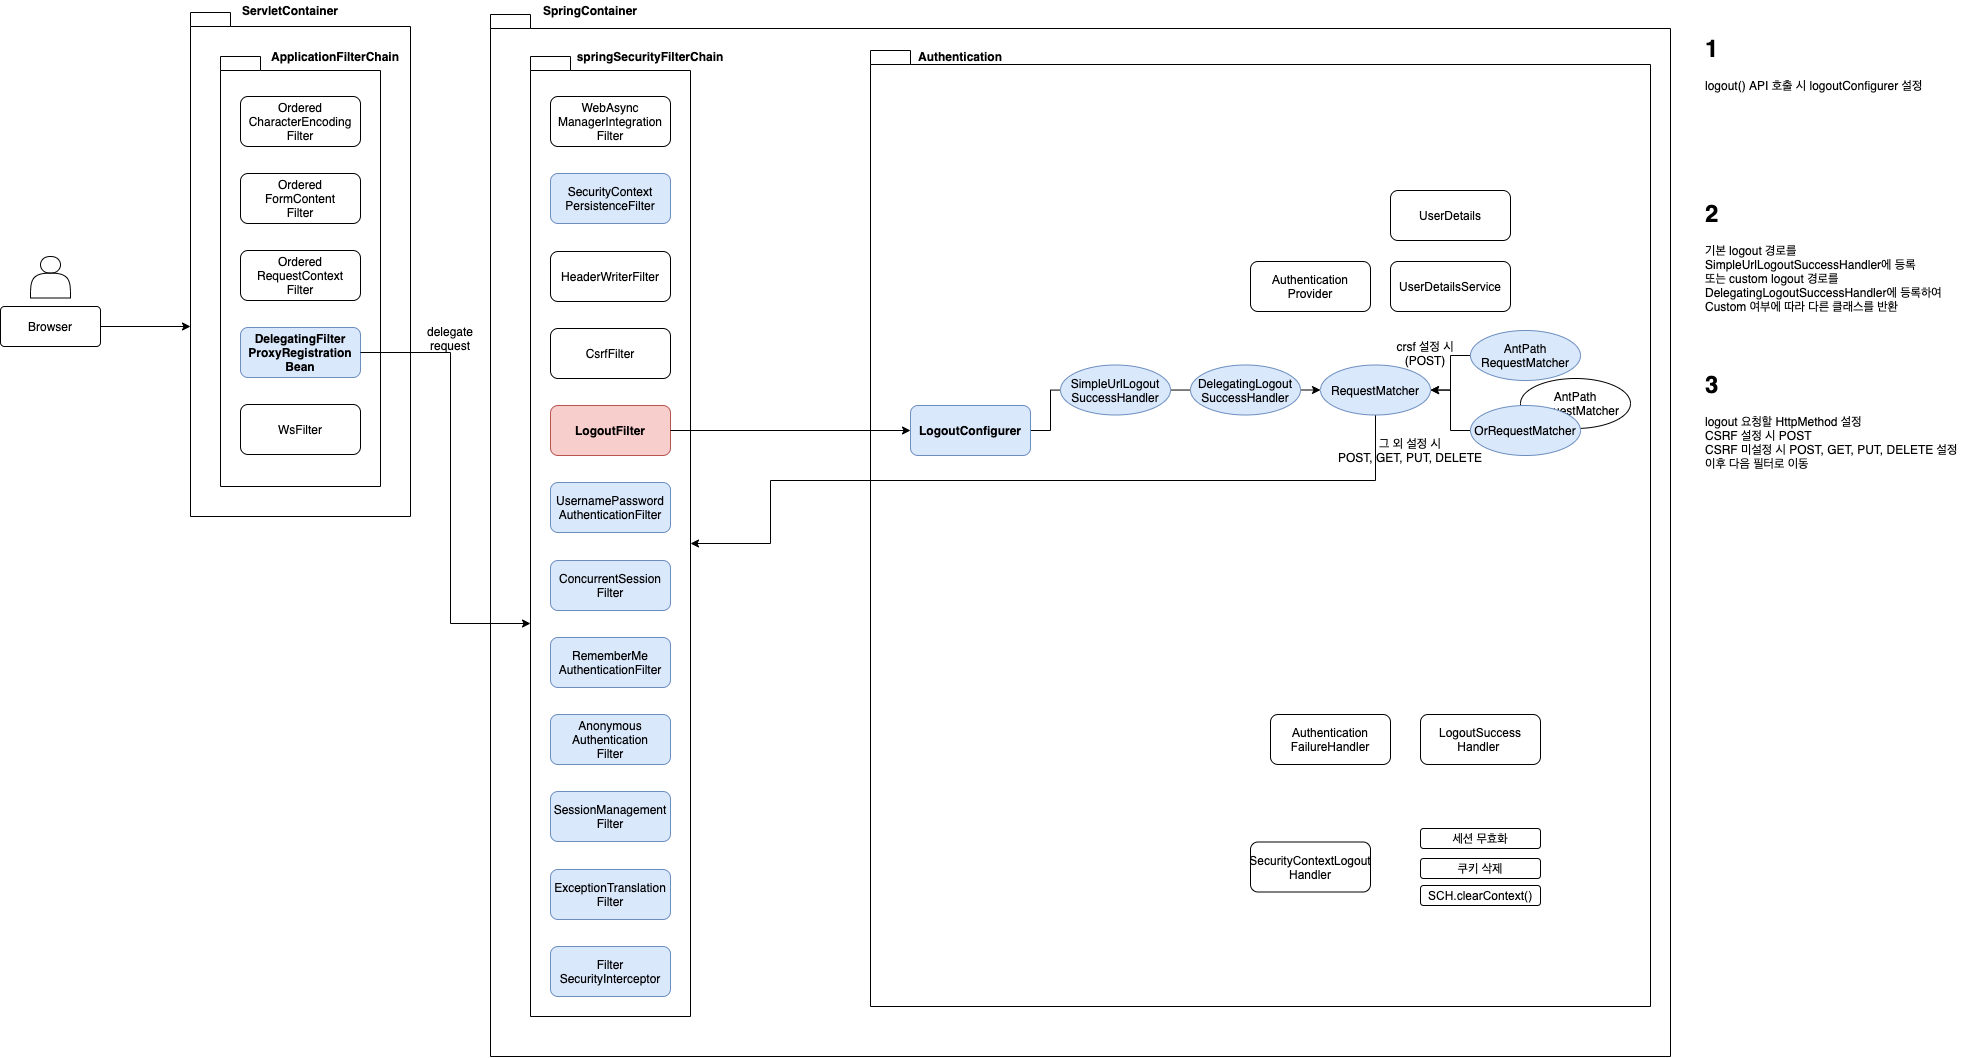 ServletContainer
ApplicationFilterChain
Ordered
CharacterEncoding
Filter
Ordered
FormContent
Filter
Ordered
RequestContext
Filter
DelegatingFilter
ProxyRegistration
Bean
WsFilter
Browser
delegate
request
SpringContainer
springSecurityFilterChain
WebAsync
ManagerIntegration
Filter
SecurityContext
PersistenceFilter
HeaderWriterFilter
CsrfFilter
LogoutFilter
UsernamePassword
AuthenticationFilter
ConcurrentSession
Filter
RememberMe
AuthenticationFilter
Anonymous
Authentication
Filter
SessionManagement
Filter
ExceptionTranslation
Filter
Filter
SecurityInterceptor
Authentication
UserDetails
Authentication
Provider
UserDetailsService
LogoutConfigurer
SimpleUrlLogout
SuccessHandler
DelegatingLogout
SuccessHandler
RequestMatcher
crsf 설정 시
(POST)
AntPath
RequestMatcher
AntPath
uestMatcher
OrRequestMatcher
그 외 설정 시
POST, GET, PUT, DELETE
Authentication
FailureHandler
LogoutSuccess
Handler
SecurityContextLogout
Handler
세션 무효화
쿠키 삭제
SCH.clearContext()
1
logout() API 호출 시 logoutConfigurer 설정
2
기본 logout 경로를
SimpleUrlLogoutSuccessHandler에 등록
또는 custom logout 경로를
DelegatingLogoutSuccessHandler에 등록하여
Custom 여부에 따라 다른 클래스를 반환
3
logout 요청할 HttpMethod 설정
CSRF 설정 시 POST
CSRF 미설정 시 POST, GET, PUT, DELETE 설정
이후 다음 필터로 이동